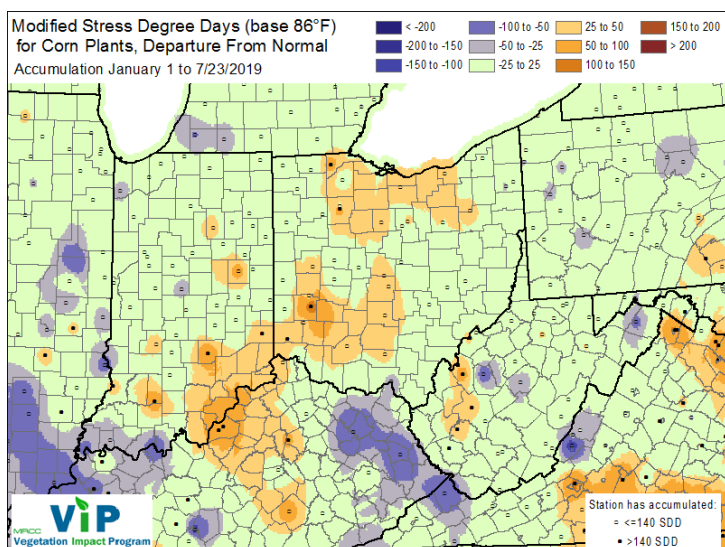 Modified Stress Degree Days (base 86°F)
for Corn Plants, Departure From Normal
Accumulation January 1 to 7/23/2019
< -200
-200 to -150
-150 to -100
-100 to -50
-50 to -25
-25 to 25
25 to 50
50 to 100
100 to 150
150 to 200
> 200
MRCC
ViP
Vegetation Impact Program
Station has accumulated:
<=140 SDD
>140 SDD